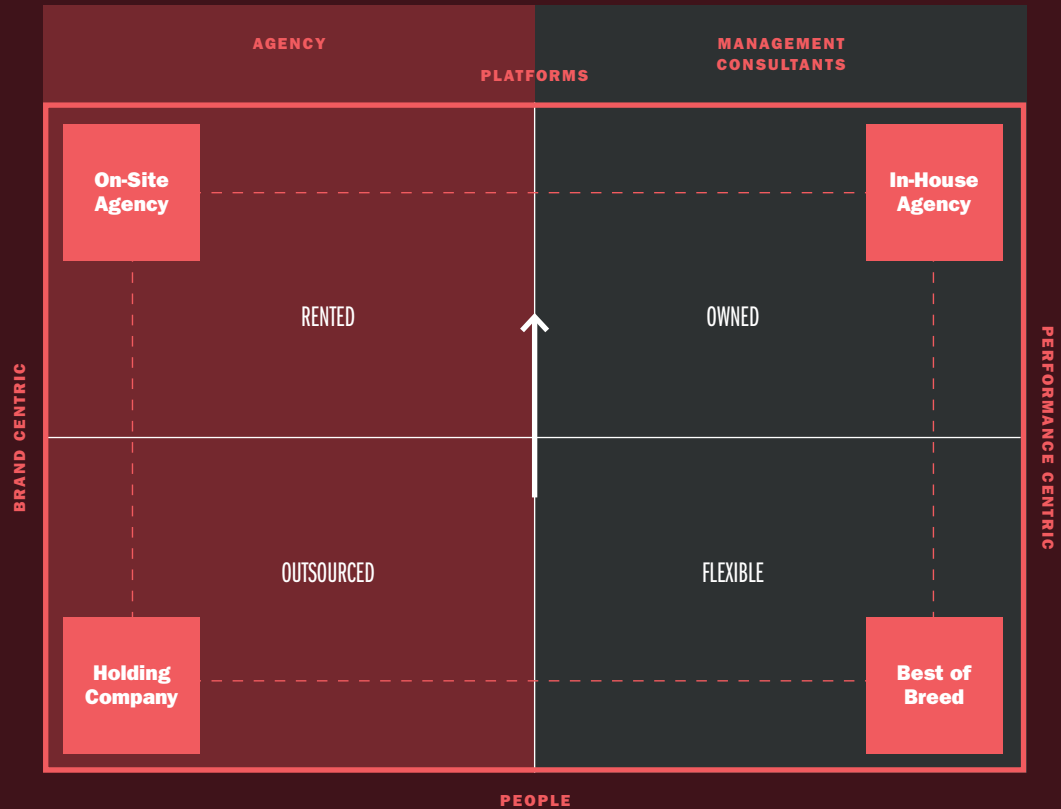 AGENCY
MANAGEMENT
CONSULTANTS
PLATFORMS
On-Site
Agency
In-House
Agency
RENTED
OWNED
BRAND CENTRIC
PERFORMANCE CENTRIC
OUTSOURCED
FLEXIBLE
Holding
Company
Best of
Breed
PEOPLE